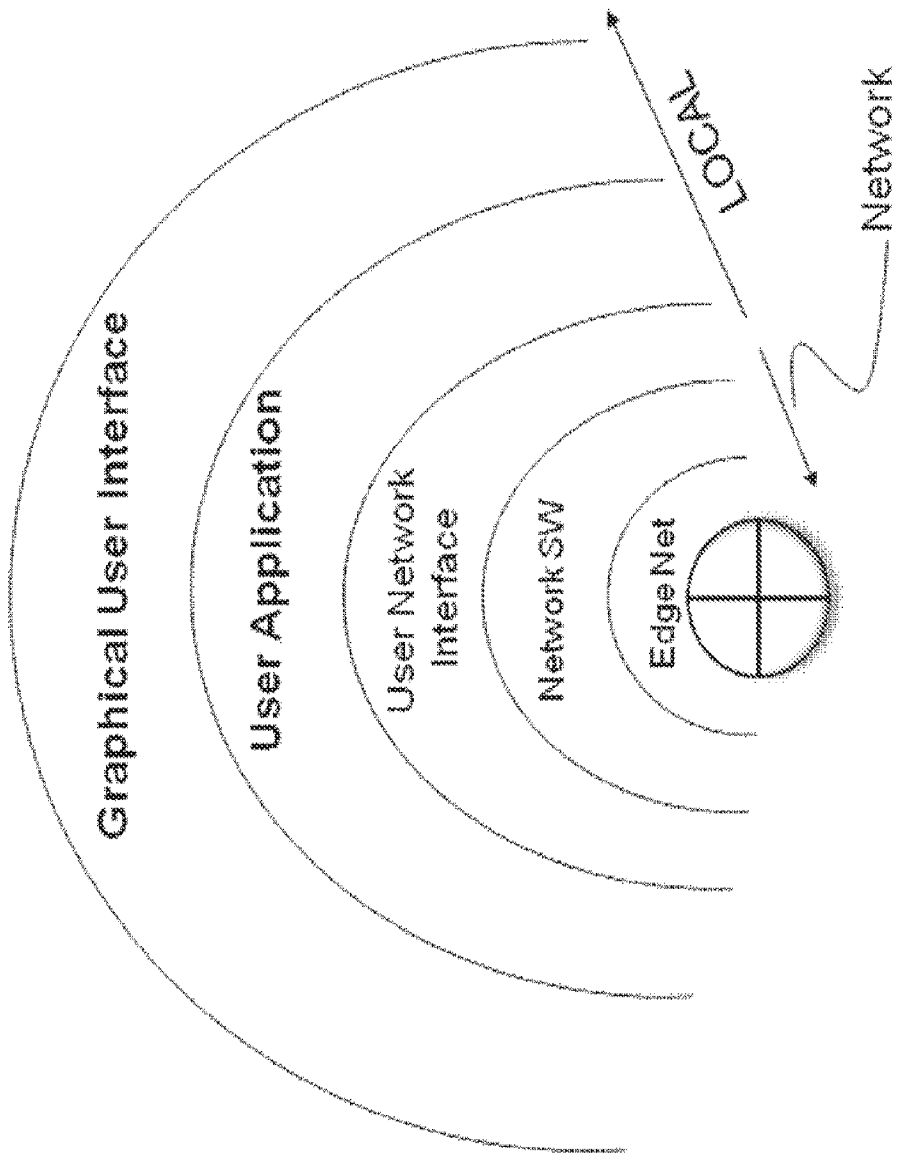 Graphical User Interface
User Application
User Network
Interface
Network SW
Edge Net
LOCAL
Network